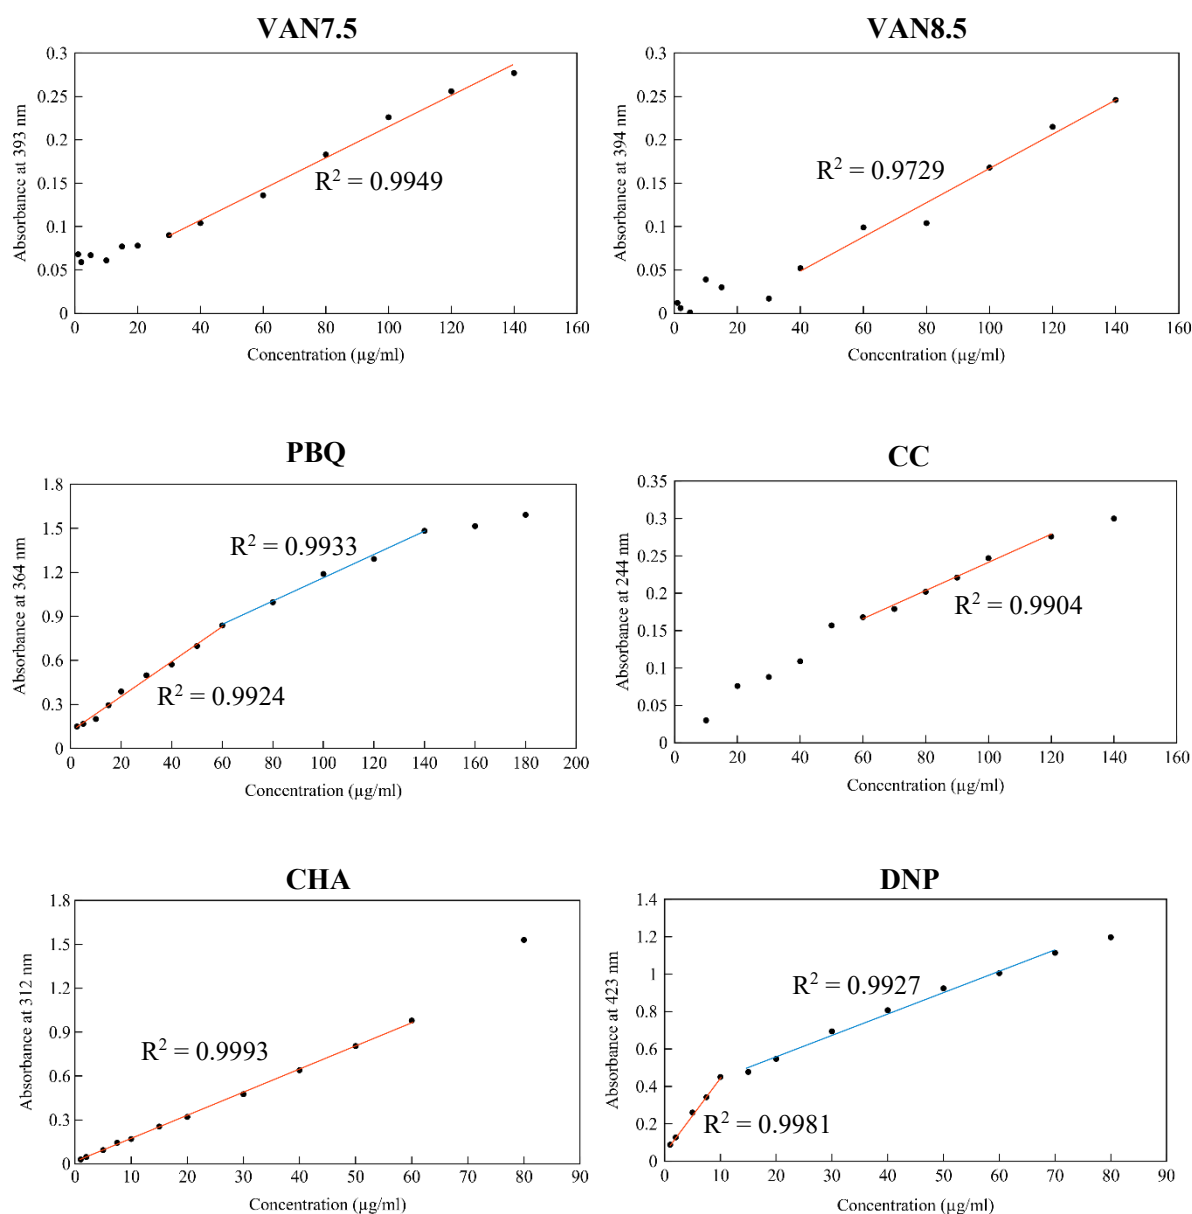 VAN7.5
0.3
0.25
0.2
0.15
0.1
0.05
0
Absorbance at 393 nm
R² = 0.9949
0 20 40 60 80 100 120 140 160
Concentration (µg/ml)
VAN8.5
0.3
0.25
0.2
0.15
0.1
0.05
0
Absorbance at 394 nm
R² = 0.9729
0 20 40 60 80 100 120 140 160
Concentration (µg/ml)
PBQ
1.8
1.5
1.2
0.9
0.6
0.3
0
Absorbance at 364 nm
R² = 0.9933
R² = 0.9924
0 20 40 60 80 100 120 140 160 180 200
Concentration (µg/ml)
CC
0.35
0.3
0.25
0.2
0.15
0.1
0.05
0
Absorbance at 244 nm
R² = 0.9904
0 20 40 60 80 100 120 140 160
Concentration (µg/ml)
CHA
1.8
1.5
1.2
0.9
0.6
0.3
0
Absorbance at 312 nm
R² = 0.9993
0 10 20 30 40 50 60 70 80 90
Concentration (µg/ml)
DNP
1.4
1.2
1
0.8
0.6
0.4
0.2
0
Absorbance at 423 nm
R² = 0.9927
R² = 0.9981
0 10 20 30 40 50 60 70 80 90
Concentration (µg/ml)